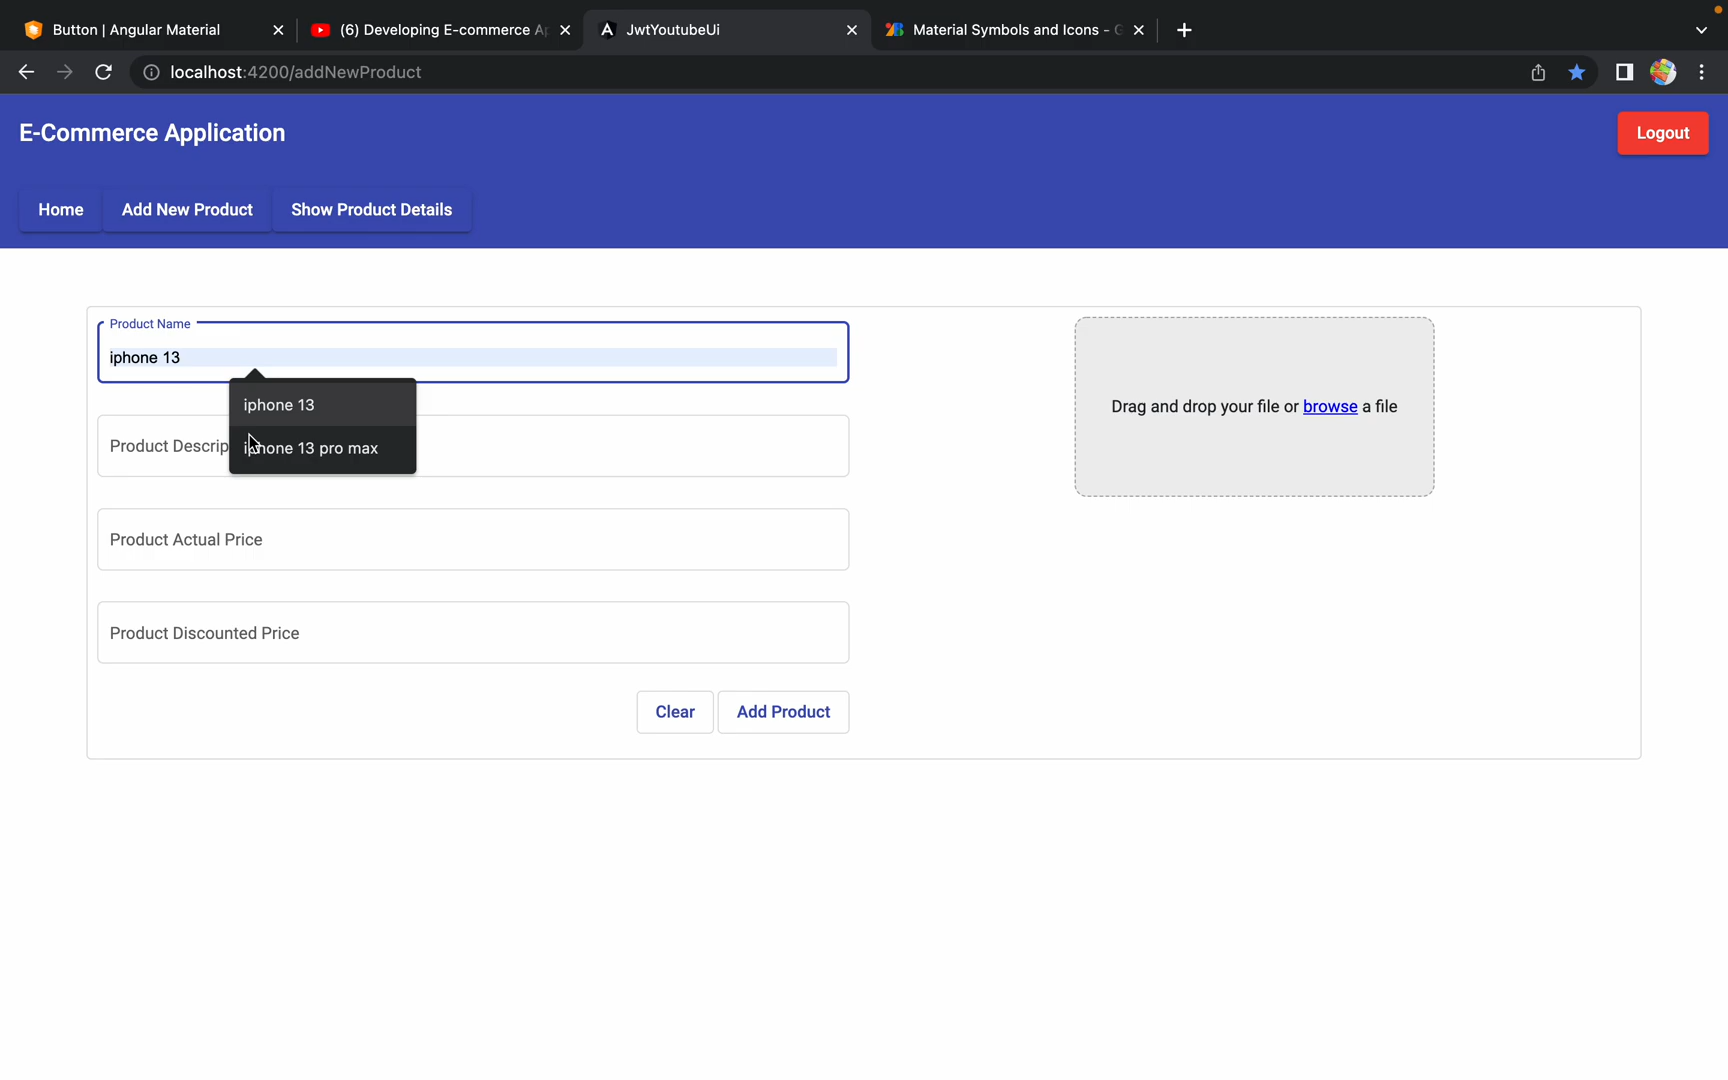 Button | Angular Material
(6) Developing E-commerce Ap
JwtYoutubeUi
Material Symbols and Icons - G
localhost:4200/addNewProduct
E-Commerce Application
Logout
Home
Add New Product
Show Product Details
Product Name
iphone 13
iphone 13
Product Descrip
iphone 13 pro max
Product Actual Price
Product Discounted Price
Clear
Add Product
Drag and drop your file or browse a file